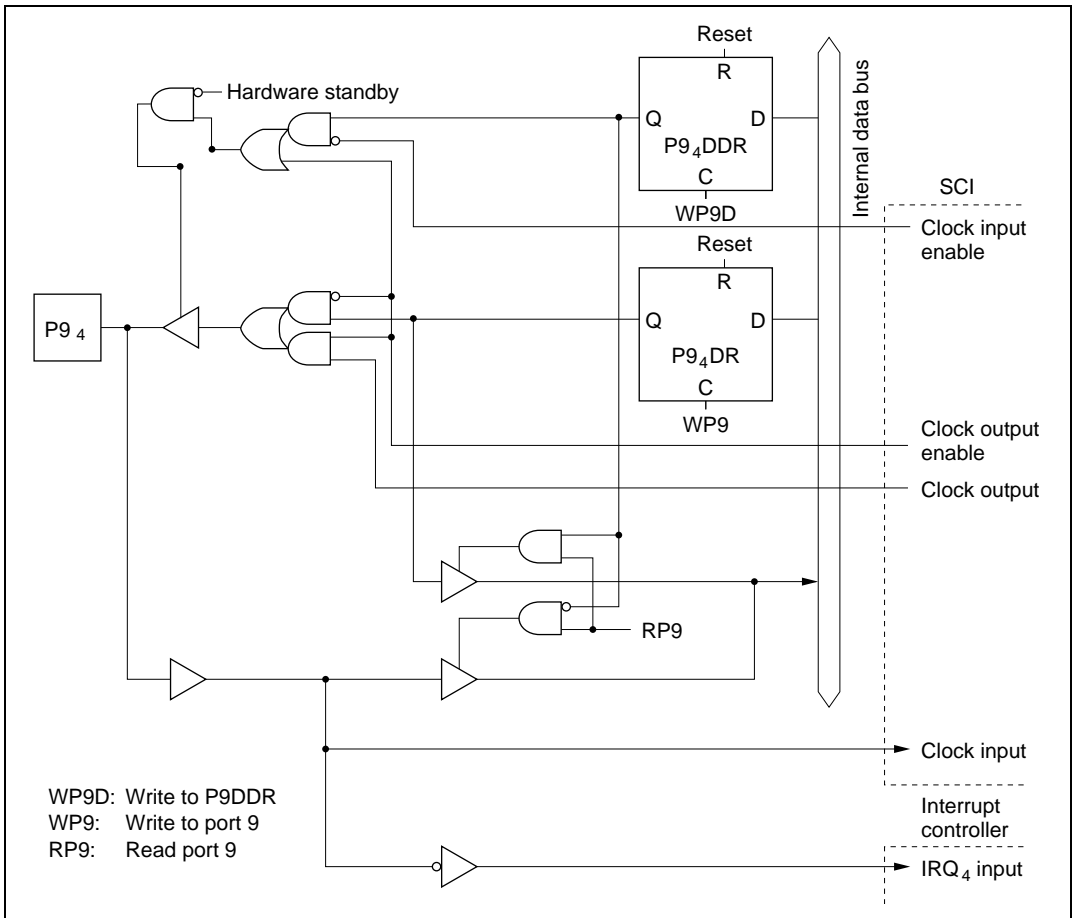 Reset
R
Hardware standby
Q
D
P9₄DDR
C
WP9D
Internal data bus
SCI
Clock input
enable
Reset
R
P9₄
Q
D
P9₄DR
C
WP9
Clock output
enable
Clock output
RP9
Clock input
WP9D: Write to P9DDR
WP9: Write to port 9
RP9: Read port 9
Interrupt
controller
IRQ₄ input